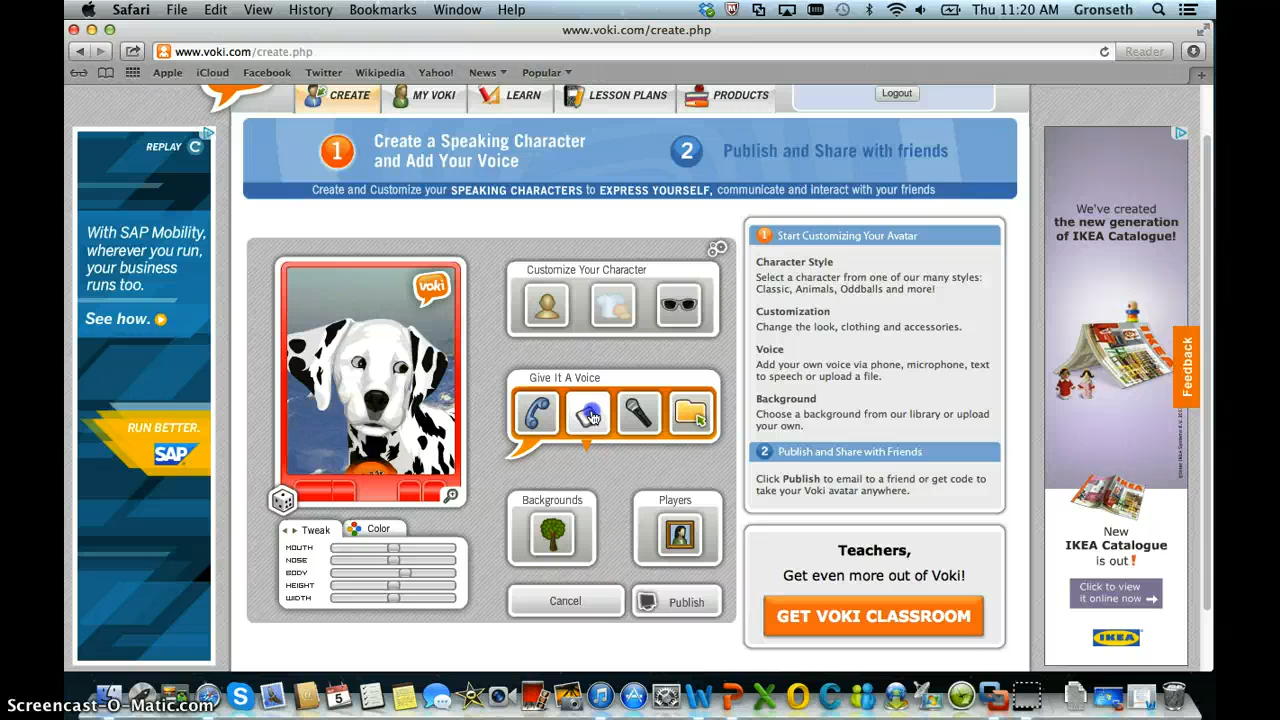 Safari File Edit View History Bookmarks Window Help Thu 11:20 AM Gronseth
www.voki.com/create.php
www.voki.com/create.php Reader
Apple iCloud Facebook Twitter Wikipedia Yahoo! News Popular
CREATE MY VOKI LEARN LESSON PLANS PRODUCTS Logout
REPLAY
With SAP Mobility,
wherever you run,
your business
runs too.
See how.
RUN BETTER.
SAP
1 Create a Speaking Character
and Add Your Voice
2 Publish and Share with friends
Create and Customize your SPEAKING CHARACTERS to EXPRESS YOURSELF, communicate and interact with your friends
voki
Customize Your Character
Give It A Voice
Backgrounds Players
Tweak Color
MOUTH
NOSE
BODY
HEIGHT
WIDTH
Cancel Publish
1 Start Customizing Your Avatar
Character Style
Select a character from one of our many styles:
Classic, Animals, Oddballs and more!
Customization
Change the look, clothing and accessories.
Voice
Add your own voice via phone, microphone, text
to speech or upload a file.
Background
Choose a background from our library or upload
your own.
2 Publish and Share with Friends
Click Publish to email to a friend or get code to
take your Voki avatar anywhere.
Teachers,
Get even more out of Voki!
GET VOKI CLASSROOM
We've created
the new generation
of IKEA Catalogue!
Feedback
New
IKEA Catalogue
is out!
Click to view
it online now
IKEA
5
Screencast-O-Matic.com